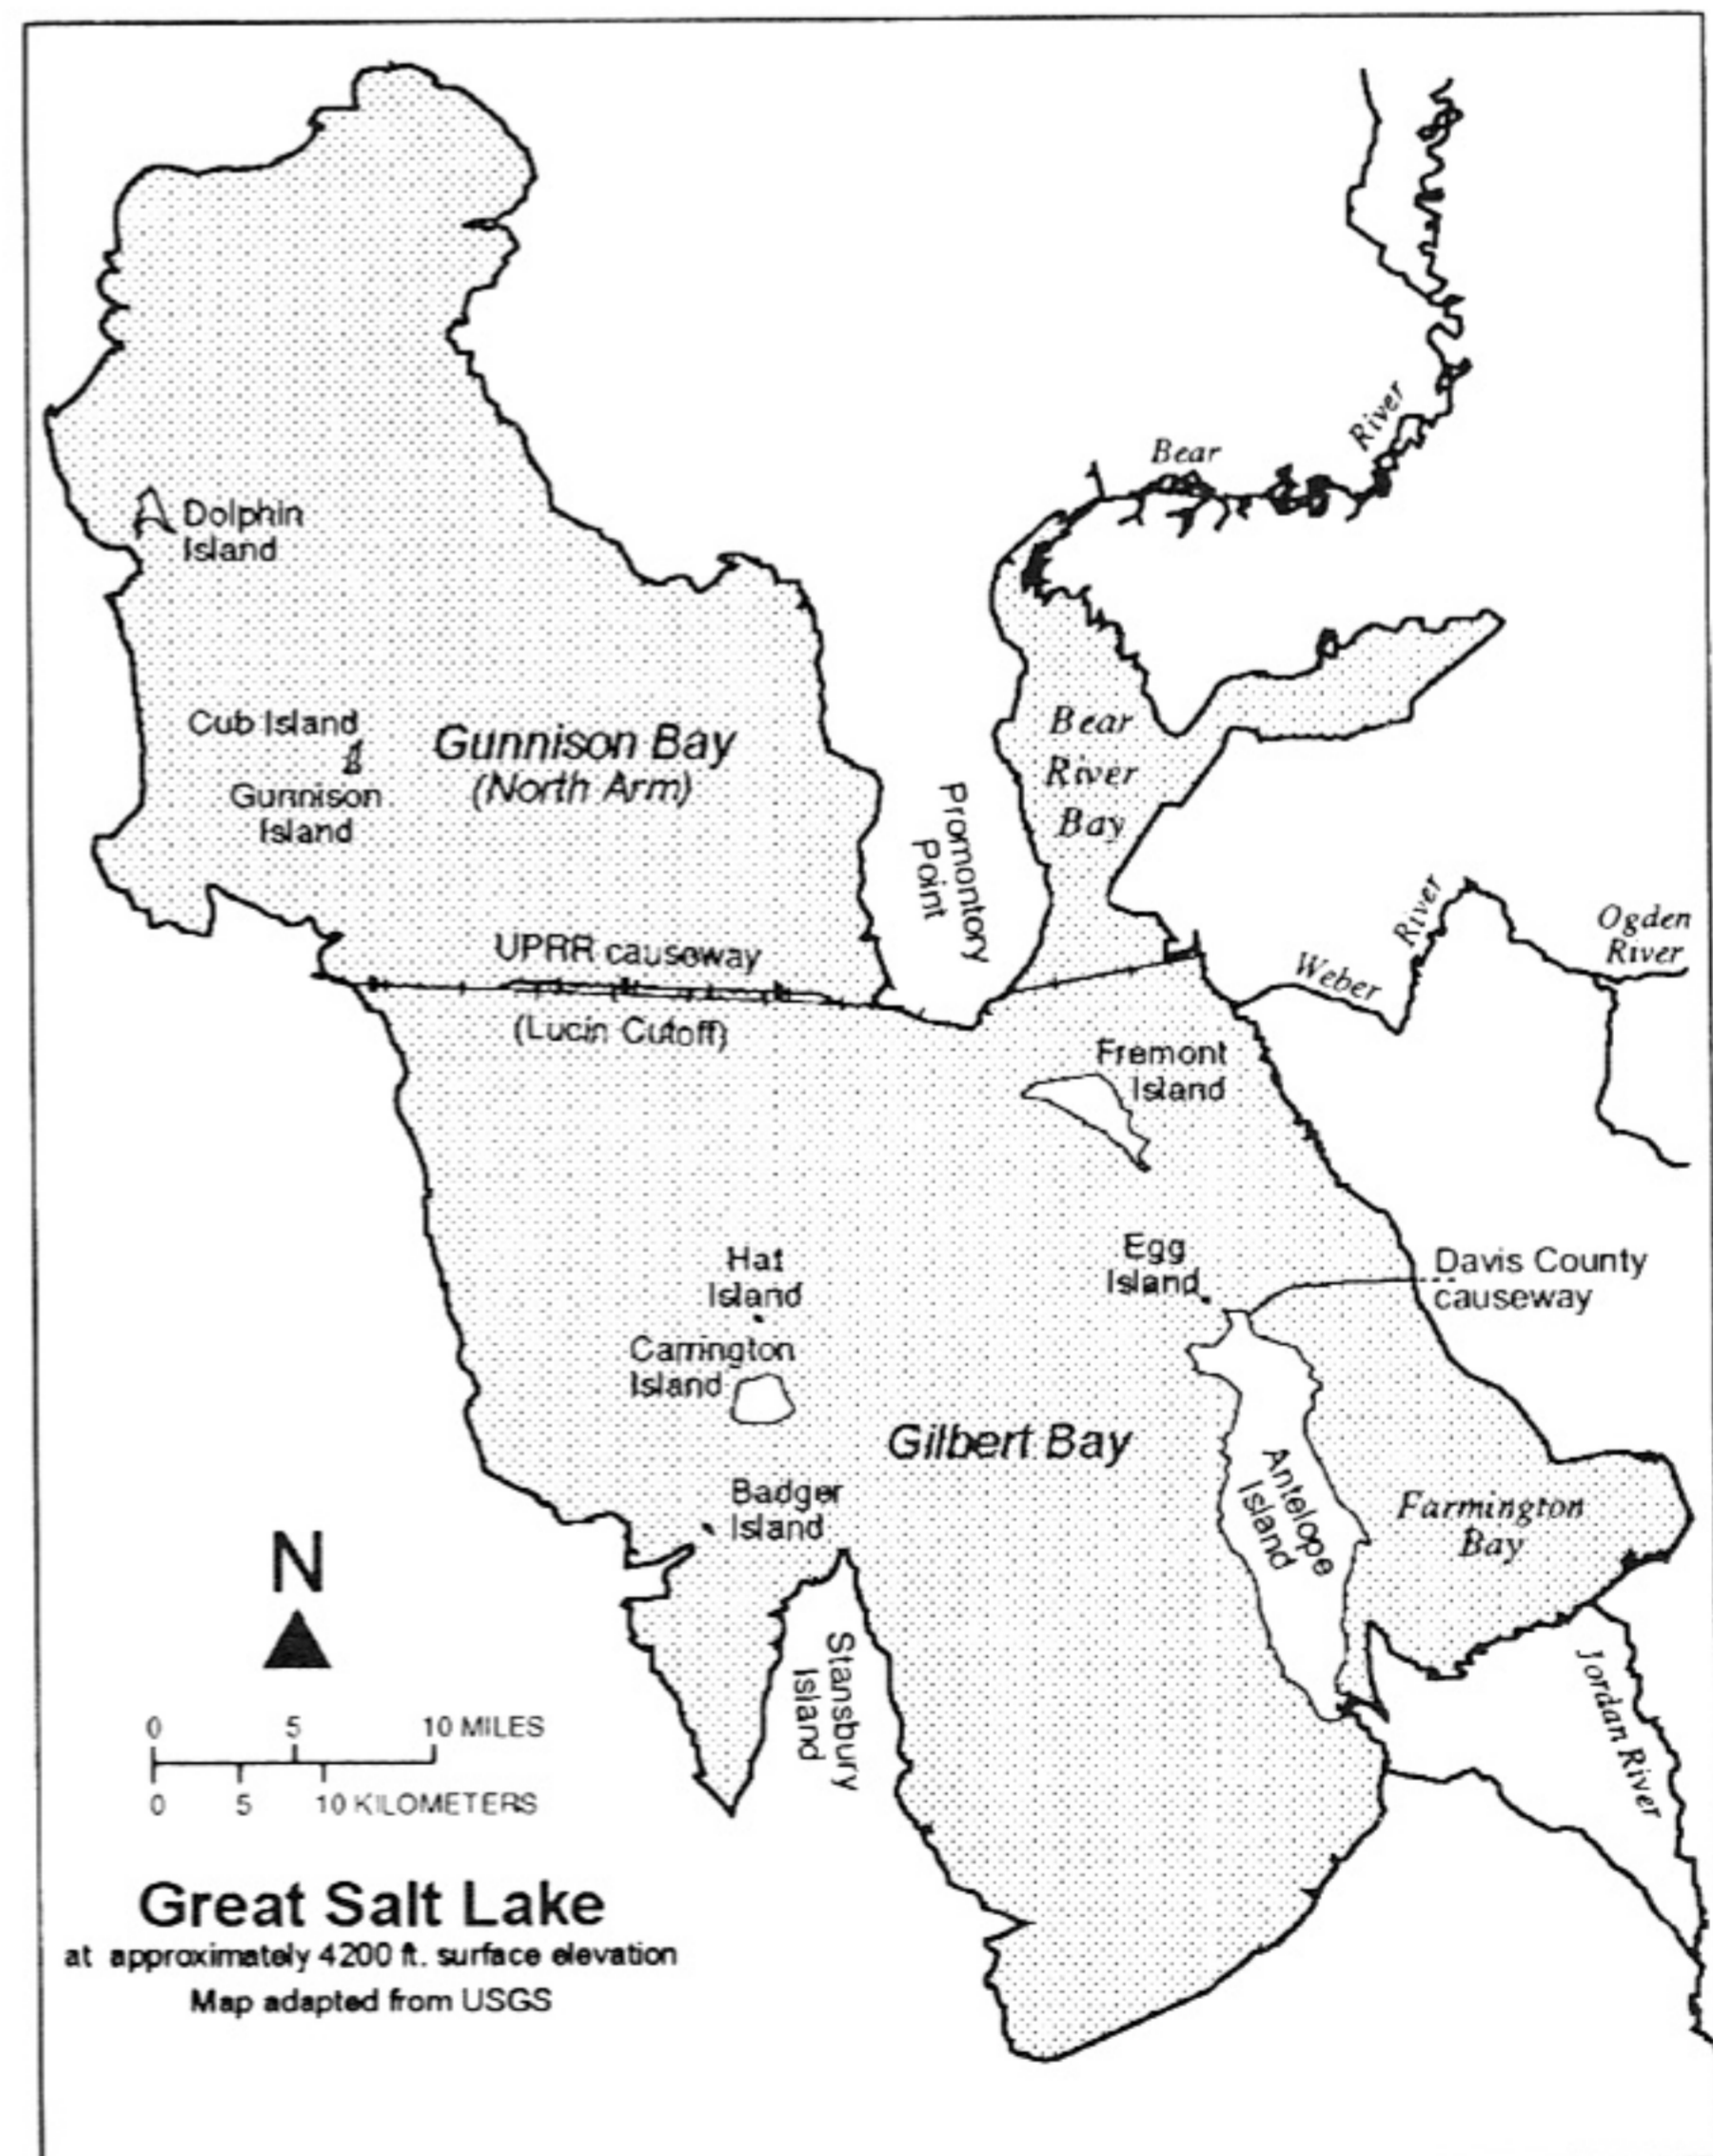 Bear
River
Dolphin
Island
Cub Island
Gunnison
Island
Gunnison Bay
(North Arm)
Promontory
Point
Bear
River
Bay
UPRR causeway
(Lucin Cutoff)
Weber
River
Ogden
River
Fremont
Island
Hat
Island
Carrington
Island
Egg
Island
Davis County
causeway
Gilbert Bay
Antelope
Island
Farmington
Bay
Badger
Island
Stansbury
Island
Jordan River
N
0 5 10 MILES
0 5 10 KILOMETERS
Great Salt Lake
at approximately 4200 ft. surface elevation
Map adapted from USGS